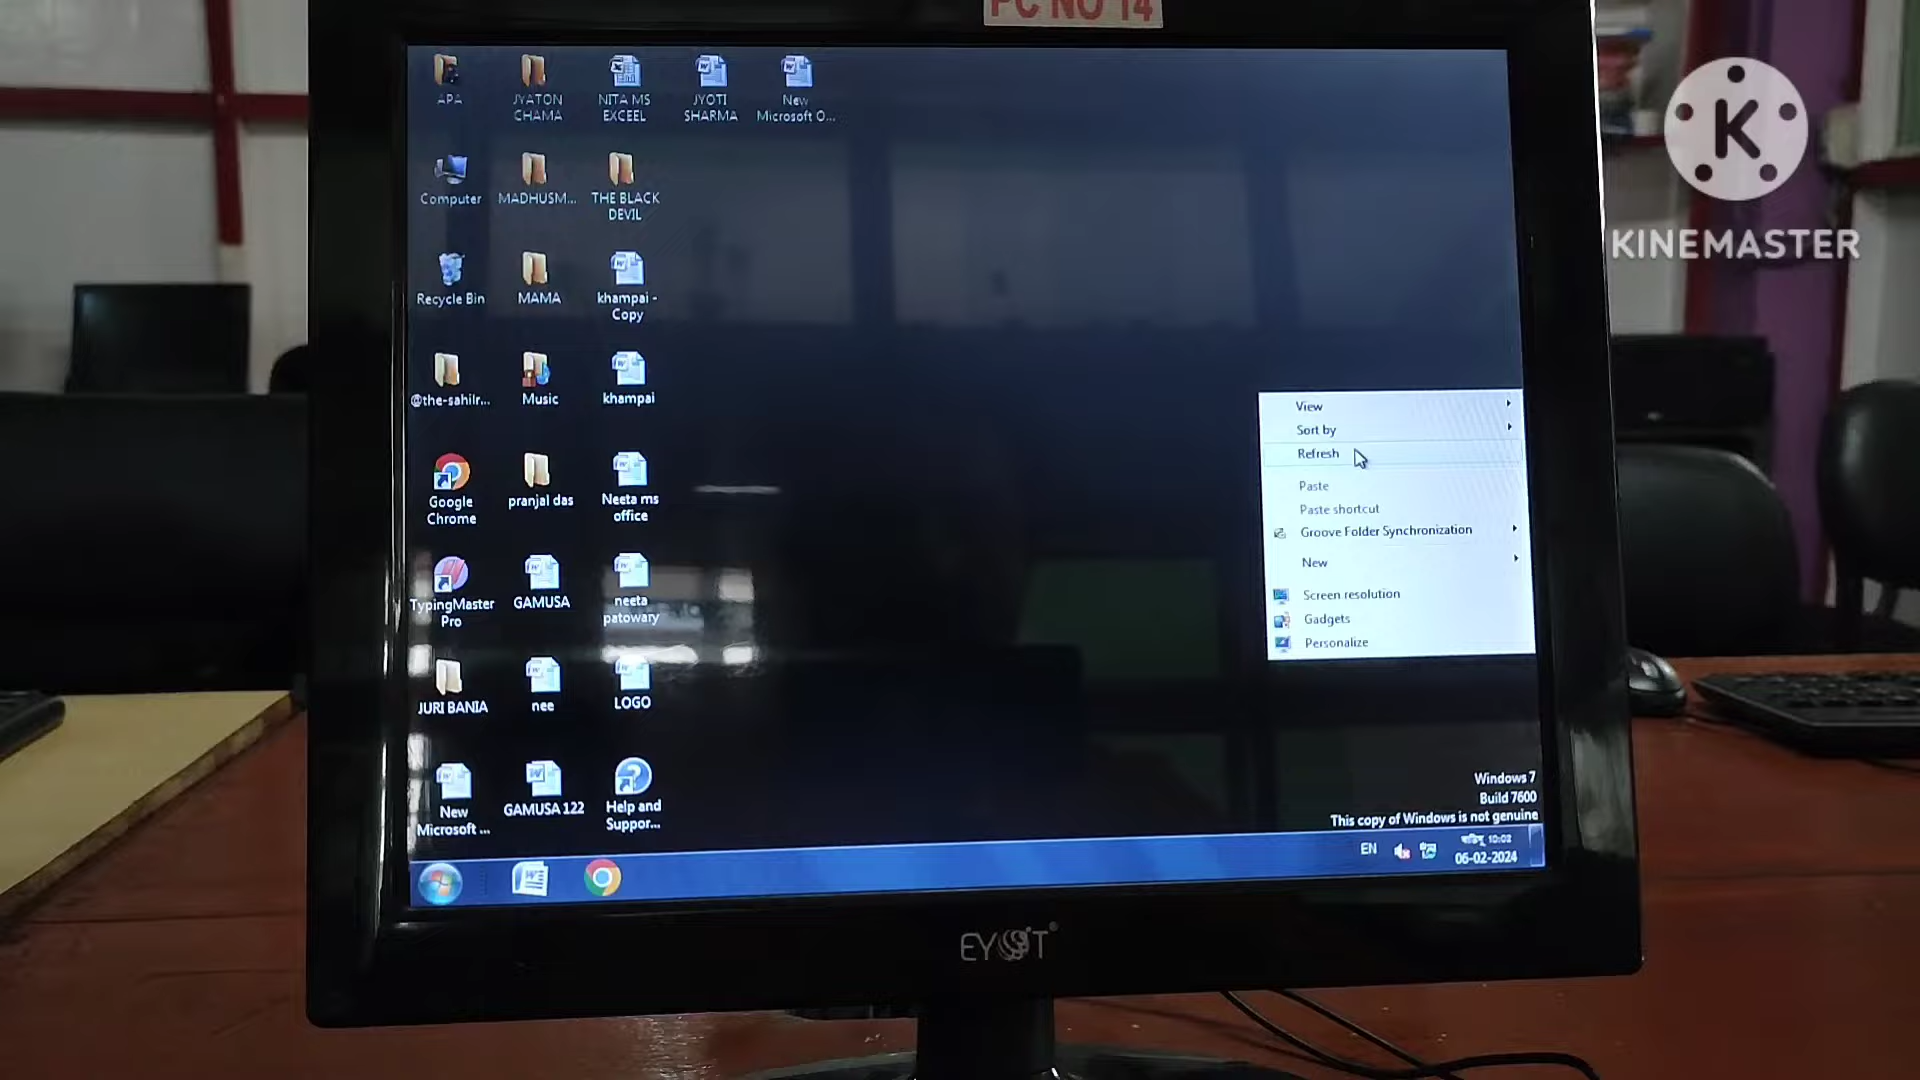 PC NO 14
K
KINEMASTER
APA
JYATON
CHAMA
NITA MS
EXCEEL
JYOTI
SHARMA
New
Microsoft O...
Computer
MADHUSM...
THE BLACK
DEVIL
Recycle Bin
MAMA
khampai -
Copy
@the-sahilr...
Music
khampai
Google
Chrome
pranjal das
Neeta ms
office
TypingMaster
Pro
GAMUSA
neeta
patowary
JURI BANIA
nee
LOGO
New
Microsoft ...
GAMUSA 122
Help and
Suppor...
View
Sort by
Refresh
Paste
Paste shortcut
Groove Folder Synchronization
New
Screen resolution
Gadgets
Personalize
Windows 7
Build 7600
This copy of Windows is not genuine
EN
10:02
06-02-2024
EYOT